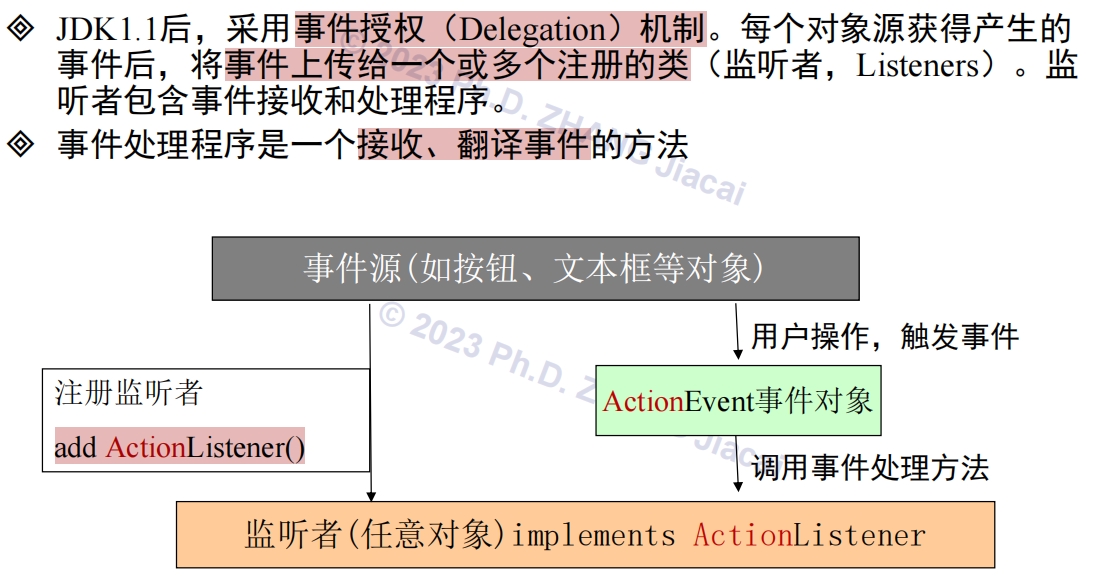 JDK1.1后，采用事件授权（Delegation）机制。每个对象源获得产生的
事件后，将事件上传给一个或多个注册的类（监听者，Listeners）。监
听者包含事件接收和处理程序。
事件处理程序是一个接收、翻译事件的方法
© 2023 Ph.D. ZHANG Jiacai
事件源(如按钮、文本框等对象)
用户操作，触发事件
注册监听者
add ActionListener()
ActionEvent事件对象
© 2023 Ph.D. Z Jiacai
调用事件处理方法
监听者(任意对象)implements ActionListener